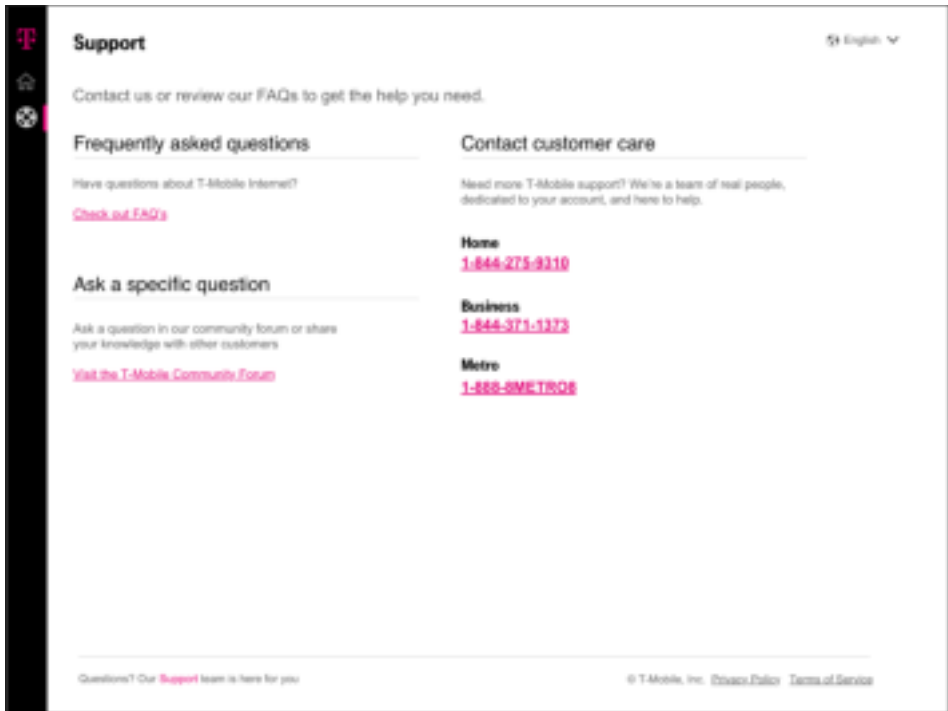 T
Support
English
Contact us or review our FAQs to get the help you need.
Frequently asked questions
Have questions about T-Mobile Internet?
Check out FAQ's
Ask a specific question
Ask a question in our community forum or share
your knowledge with other customers
Visit the T-Mobile Community Forum
Contact customer care
Need more T-Mobile support? We're a team of real people,
dedicated to your account, and here to help.
Home
1-844-275-9310
Business
1-844-371-1373
Metro
1-888-8METRO8
Questions? Our Support team is here for you
© T-Mobile, Inc. Privacy Policy Terms of Service